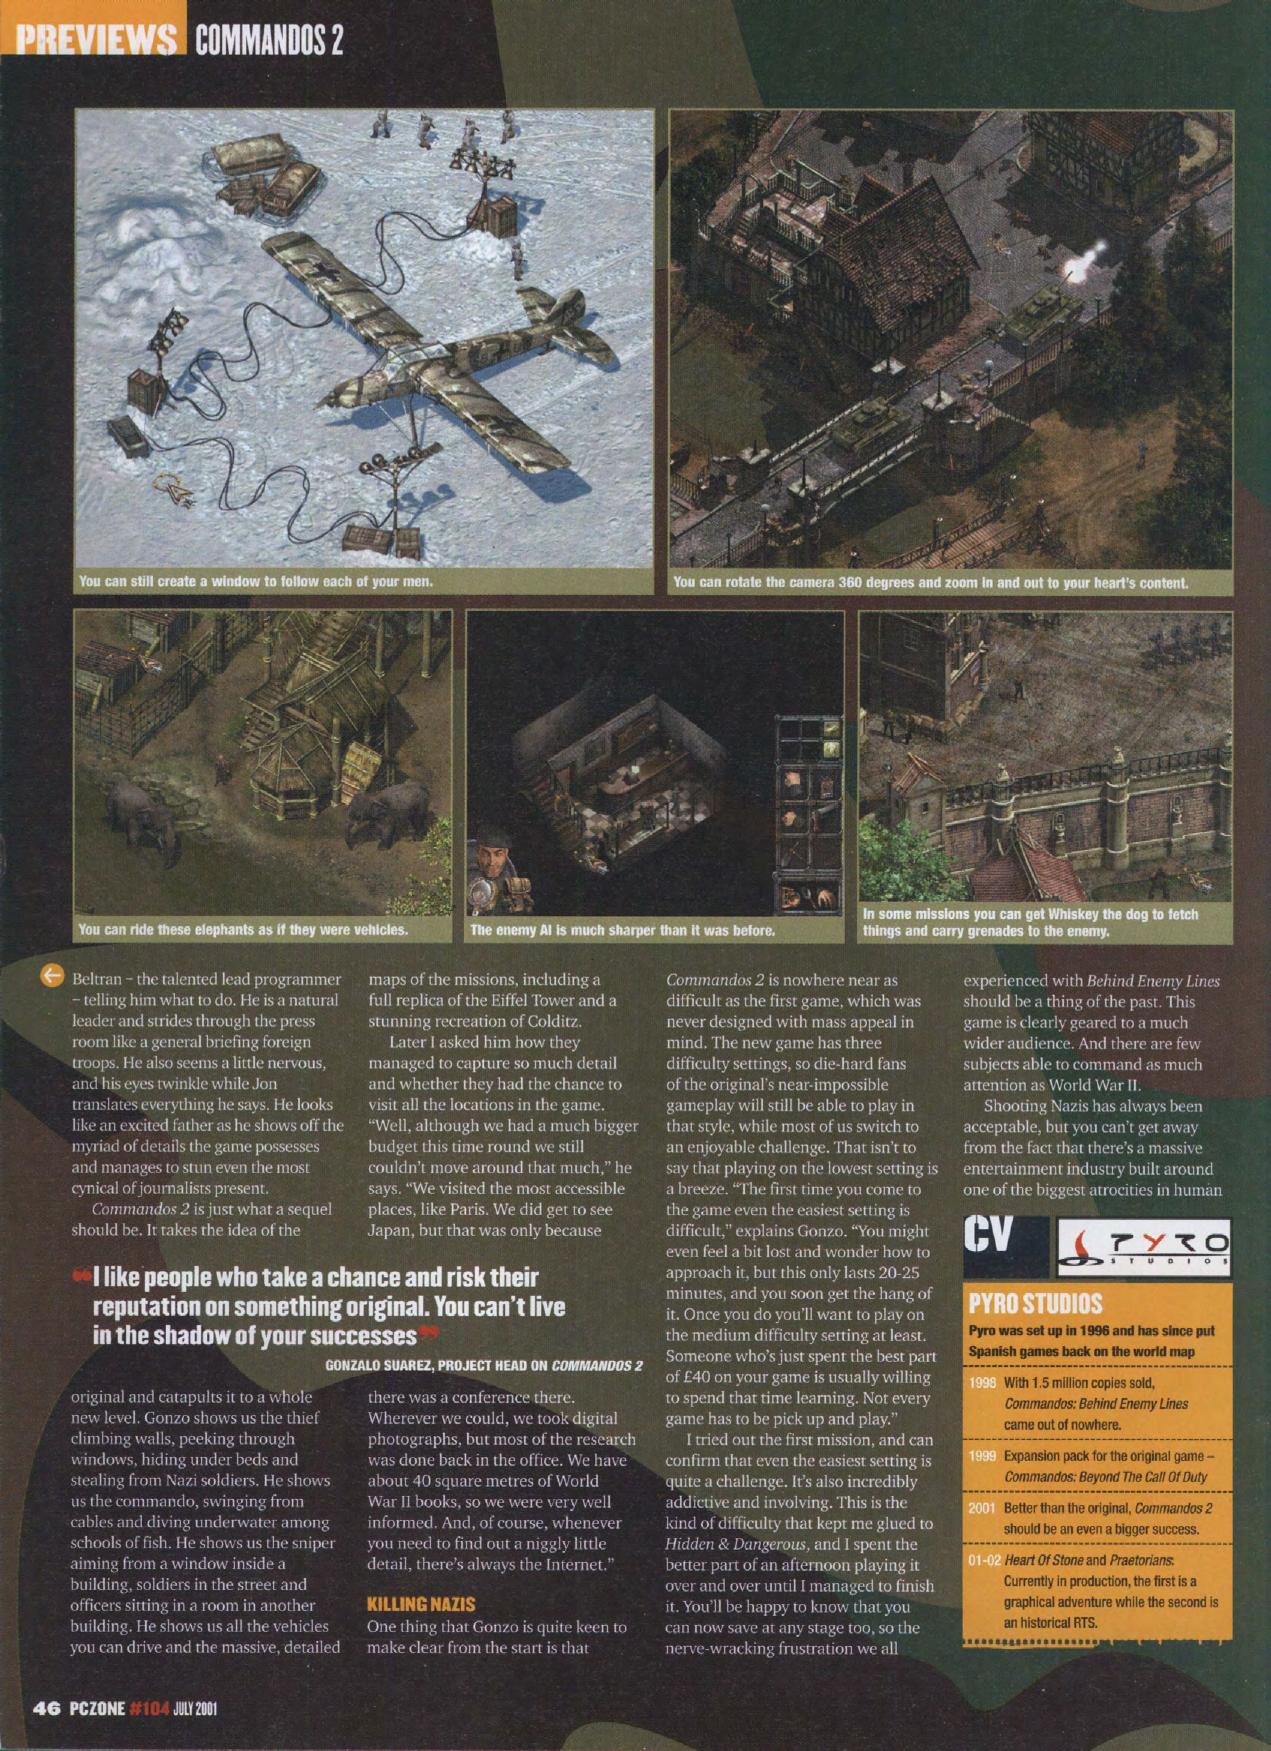 PREVIEWS COMMANDOS 2
You can still create a window to follow each of your men.
You can rotate the camera 360 degrees and zoom in and out to your heart's content.
You can ride these elephants as if they were vehicles.
The enemy AI is much sharper than it was before.
In some missions you can get Whiskey the dog to fetch
things and carry grenades to the enemy.
Beltran – the talented lead programmer
– telling him what to do. He is a natural
leader and strides through the press
room like a general briefing foreign
troops. He also seems a little nervous,
and his eyes twinkle while Jon
translates everything he says. He looks
like an excited father as he shows off the
myriad of details the game possesses
and manages to stun even the most
cynical of journalists present.
Commandos 2 is just what a sequel
should be. It takes the idea of the
original and catapults it to a whole
new level. Gonzo shows us the thief
climbing walls, peeking through
windows, hiding under beds and
stealing from Nazi soldiers. He shows
us the commando, swinging from
cables and diving underwater among
schools of fish. He shows us the sniper
aiming from a window inside a
building, soldiers in the street and
officers sitting in a room in another
building. He shows us all the vehicles
you can drive and the massive, detailed
maps of the missions, including a
full replica of the Eiffel Tower and a
stunning recreation of Colditz.
Later I asked him how they
managed to capture so much detail
and whether they had the chance to
visit all the locations in the game.
“Well, although we had a much bigger
budget this time round we still
couldn't move around that much,” he
says. “We visited the most accessible
places, like Paris. We did get to see
Japan, but that was only because
“I like people who take a chance and risk their
reputation on something original. You can't live
in the shadow of your successes”
GONZALO SUAREZ, PROJECT HEAD ON COMMANDOS 2
there was a conference there.
Wherever we could, we took digital
photographs, but most of the research
was done back in the office. We have
about 40 square metres of World
War II books, so we were very well
informed. And, of course, whenever
you need to find out a niggly little
detail, there's always the Internet.”
KILLING NAZIS
One thing that Gonzo is quite keen to
make clear from the start is that
Commandos 2 is nowhere near as
difficult as the first game, which was
never designed with mass appeal in
mind. The new game has three
difficulty settings, so die-hard fans
of the original's near-impossible
gameplay will still be able to play in
that style, while most of us switch to
an enjoyable challenge. That isn't to
say that playing on the lowest setting is
a breeze. “The first time you come to
the game even the easiest setting is
difficult,” explains Gonzo. “You might
even feel a bit lost and wonder how to
approach it, but this only lasts 20-25
minutes, and you soon get the hang of
it. Once you do you'll want to play on
the medium difficulty setting at least.
Someone who's just spent the best part
of £40 on your game is usually willing
to spend that time learning. Not every
game has to be pick up and play.”
I tried out the first mission, and can
confirm that even the easiest setting is
quite a challenge. It's also incredibly
addictive and involving. This is the
kind of difficulty that kept me glued to
Hidden & Dangerous, and I spent the
better part of an afternoon playing it
over and over until I managed to finish
it. You'll be happy to know that you
can now save at any stage too, so the
nerve-wracking frustration we all
experienced with Behind Enemy Lines
should be a thing of the past. This
game is clearly geared to a much
wider audience. And there are few
subjects able to command as much
attention as World War II.
Shooting Nazis has always been
acceptable, but you can't get away
from the fact that there's a massive
entertainment industry built around
one of the biggest atrocities in human
CV
PYRO
STUDIOS
PYRO STUDIOS
Pyro was set up in 1996 and has since put
Spanish games back on the world map
1998 With 1.5 million copies sold,
Commandos: Behind Enemy Lines
came out of nowhere.
1999 Expansion pack for the original game –
Commandos: Beyond The Call Of Duty
2001 Better than the original, Commandos 2
should be an even a bigger success.
01-02 Heart Of Stone and Praetorians:
Currently in production, the first is a
graphical adventure while the second is
an historical RTS.
46 PCZONE #104 JULY 2001